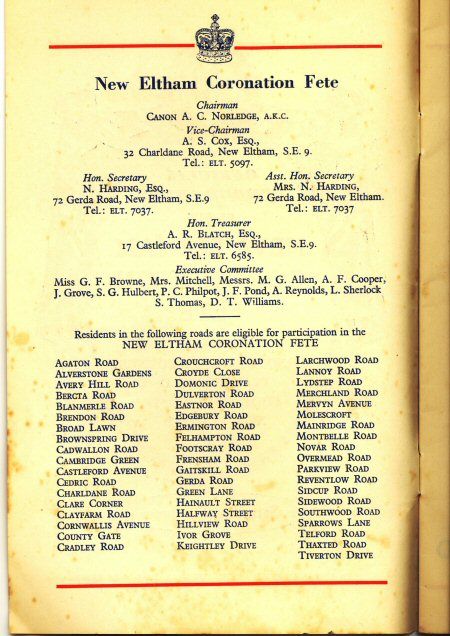 New Eltham Coronation Fete
Chairman
CANON A. C. NORLEDGE, A.K.C.
Vice-Chairman
A. S. COX, ESQ.,
32 Charldane Road, New Eltham, S.E. 9.
Tel.: ELT. 5097.
Hon. Secretary
N. HARDING, ESQ.,
72 Gerda Road, New Eltham, S.E.9
Tel.: ELT. 7037.
Asst. Hon. Secretary
MRS. N. HARDING,
72 Gerda Road, New Eltham.
Tel.: ELT. 7037
Hon. Treasurer
A. R. BLATCH, ESQ.,
17 Castleford Avenue, New Eltham, S.E.9.
Tel.: ELT. 6585.
Executive Committee
Miss G. F. Browne, Mrs. Mitchell, Messrs. M. G. Allen, A. F. Cooper,
J. Grove, S. G. Hulbert, P. C. Philpot, J. F. Pond, A. Reynolds, L. Sherlock
S. Thomas, D. T. Williams.
Residents in the following roads are eligible for participation in the
NEW ELTHAM CORONATION FETE
AGATON ROAD
ALVERSTONE GARDENS
AVERY HILL ROAD
BERCTA ROAD
BLANMERLE ROAD
BRENDON ROAD
BROAD LAWN
BROWNSPRING DRIVE
CADWALLON ROAD
CAMBRIDGE GREEN
CASTLEFORD AVENUE
CEDRIC ROAD
CHARLDANE ROAD
CLARE CORNER
CLAYFARM ROAD
CORNWALLIS AVENUE
COUNTY GATE
CRADLEY ROAD
CROUCHCROFT ROAD
CROYDE CLOSE
DOMONIC DRIVE
DULVERTON ROAD
EASTNOR ROAD
EDGEBURY ROAD
ERMINGTON ROAD
FELHAMPTON ROAD
FOOTSCRAY ROAD
FRENSHAM ROAD
GAITSKILL ROAD
GERDA ROAD
GREEN LANE
HAINAULT STREET
HALFWAY STREET
HILLVIEW ROAD
IVOR GROVE
KEIGHTLEY DRIVE
LARCHWOOD ROAD
LANNOY ROAD
LYDSTEP ROAD
MERCHLAND ROAD
MERVYN AVENUE
MOLESCROFT
MAINRIDGE ROAD
MONTBELLE ROAD
NOVAR ROAD
OVERMEAD ROAD
PARKVIEW ROAD
REVENTLOW ROAD
SIDCUP ROAD
SIDEWOOD ROAD
SOUTHWOOD ROAD
SPARROWS LANE
TELFORD ROAD
THAXTED ROAD
TIVERTON DRIVE